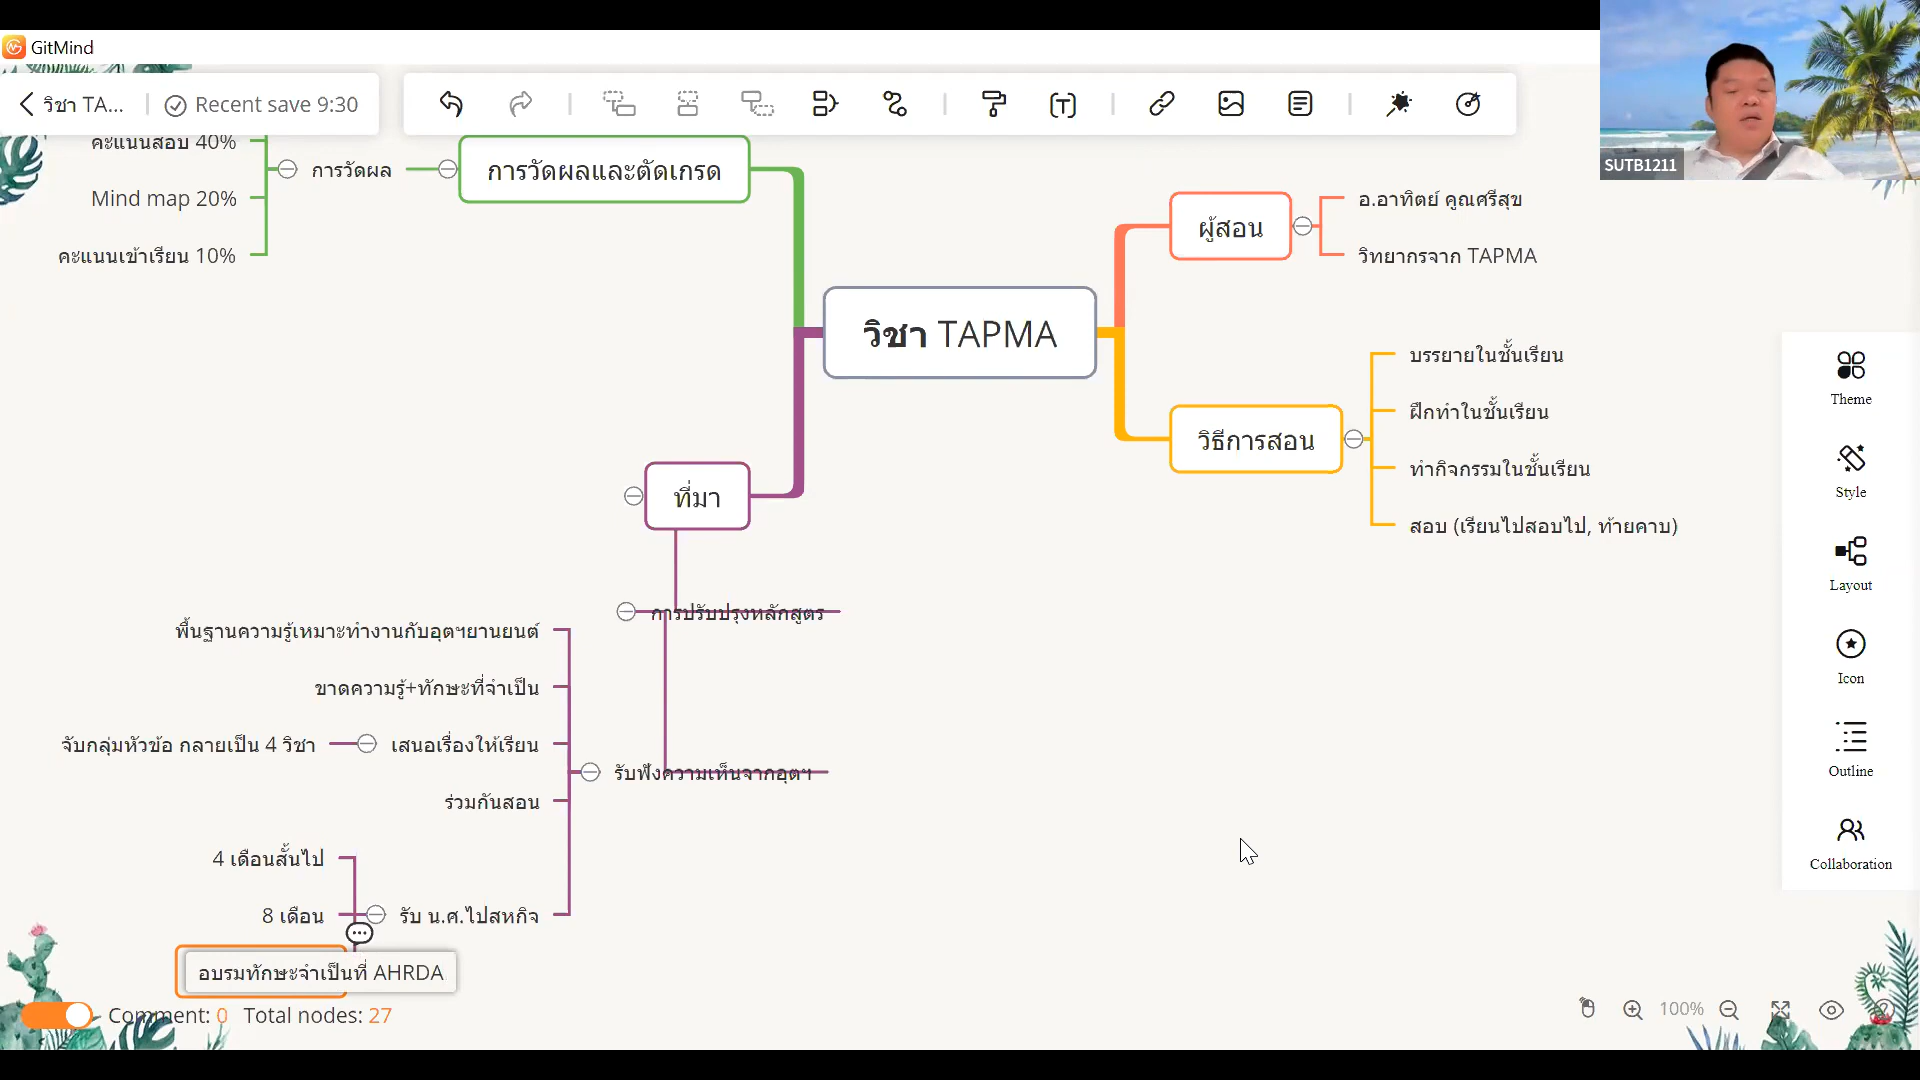 GitMind
วิชา TA...
Recent save 9:30
SUTB1211
คะแนนสอบ 40%
Mind map 20%
คะแนนเข้าเรียน 10%
การวัดผล
การวัดผลและตัดเกรด
วิชา TAPMA
ผู้สอน
อ.อาทิตย์ คูณศรีสุข
วิทยากรจาก TAPMA
วิธีการสอน
บรรยายในชั้นเรียน
ฝึกทำในชั้นเรียน
ทำกิจกรรมในชั้นเรียน
สอบ (เรียนไปสอบไป, ท้ายคาบ)
ที่มา
การปรับปรุงหลักสูตร
รับฟังความเห็นจากอุตฯ
พื้นฐานความรู้เหมาะทำงานกับอุตฯยานยนต์
ขาดความรู้+ทักษะที่จำเป็น
เสนอเรื่องให้เรียน
จับกลุ่มหัวข้อ กลายเป็น 4 วิชา
ร่วมกันสอน
รับ น.ศ.ไปสหกิจ
4 เดือนสั้นไป
8 เดือน
อบรมทักษะจำเป็นที่ AHRDA
Theme
Style
Layout
Icon
Outline
Collaboration
Comment: 0 Total nodes: 27
100%